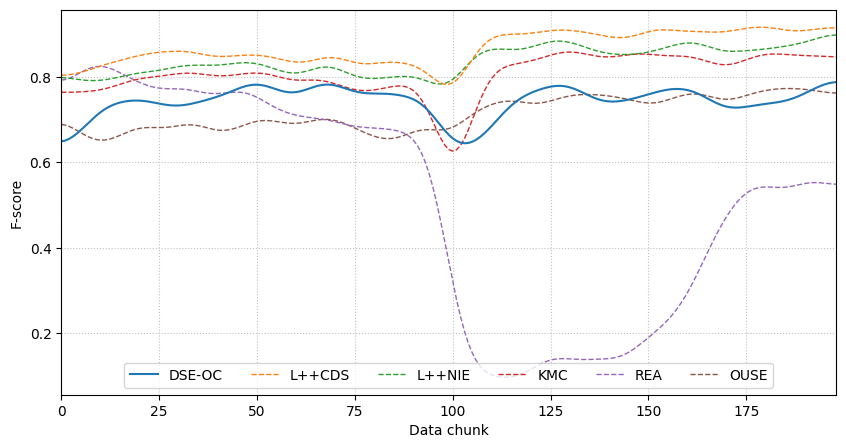 F-score
0.8
0.6
0.4
0.2
DSE-OC L++CDS L++NIE KMC REA OUSE
0 25 50 75 100 125 150 175
Data chunk